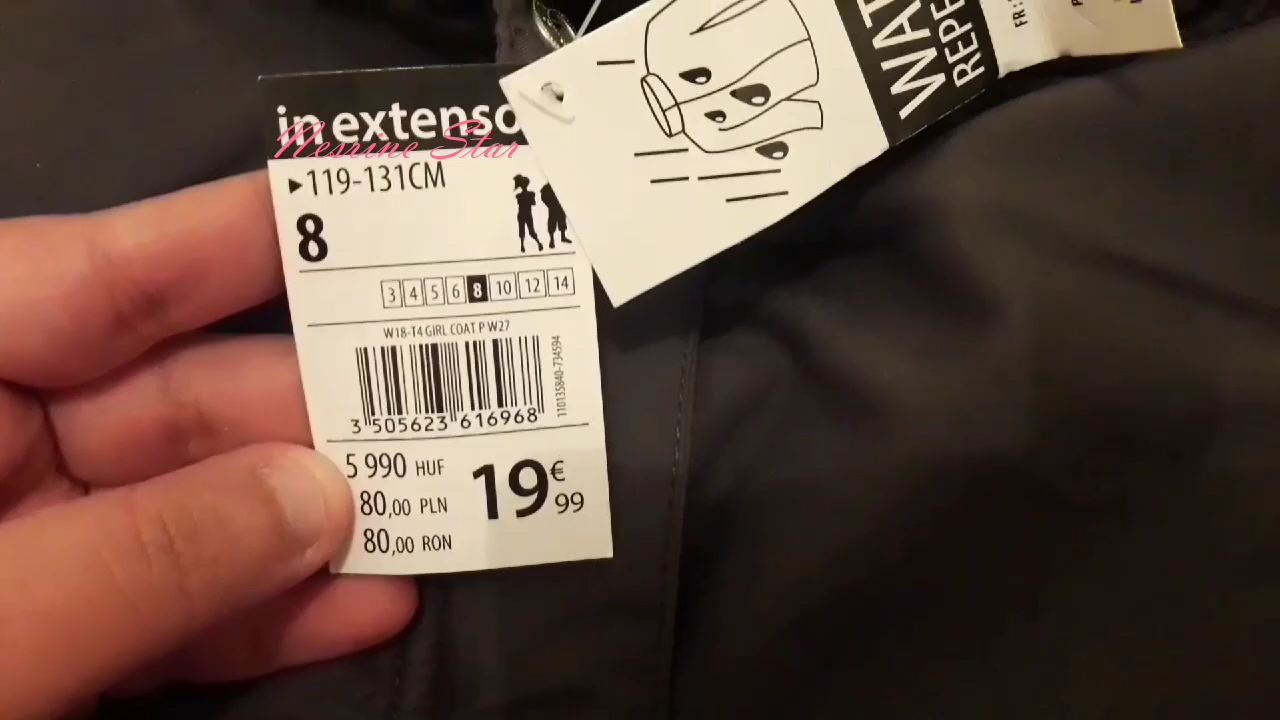 in extenso
Nesrine Star
▸119-131CM
8
3 4 5 6 8 10 12 14
W18-T4 GIRL COAT P W27
110135840-734594
3 505623 616968
5 990 HUF
80,00 PLN
80,00 RON
19€99
WAT
REPE
FR: